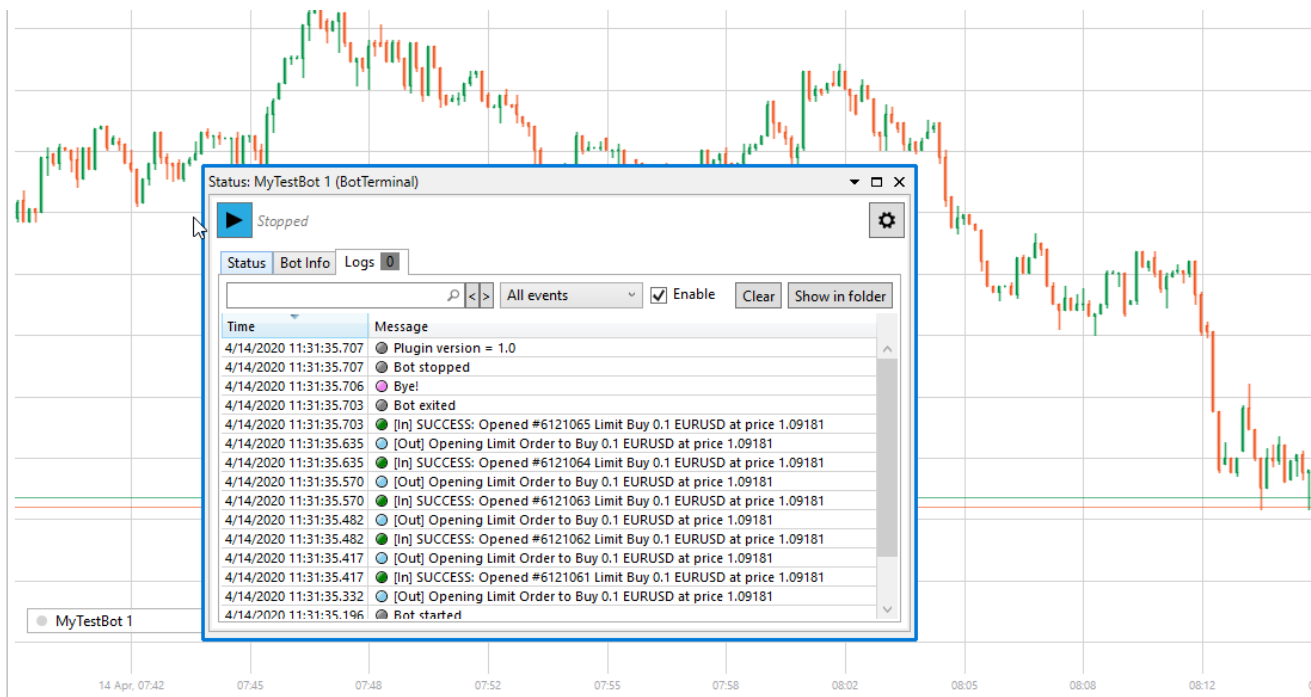 Status: MyTestBot 1 (BotTerminal)
Stopped
Status Bot Info Logs 0
< > All events Enable Clear Show in folder
Time Message
4/14/2020 11:31:35.707 Plugin version = 1.0
4/14/2020 11:31:35.707 Bot stopped
4/14/2020 11:31:35.706 Bye!
4/14/2020 11:31:35.703 Bot exited
4/14/2020 11:31:35.703 [In] SUCCESS: Opened #6121065 Limit Buy 0.1 EURUSD at price 1.09181
4/14/2020 11:31:35.635 [Out] Opening Limit Order to Buy 0.1 EURUSD at price 1.09181
4/14/2020 11:31:35.635 [In] SUCCESS: Opened #6121064 Limit Buy 0.1 EURUSD at price 1.09181
4/14/2020 11:31:35.570 [Out] Opening Limit Order to Buy 0.1 EURUSD at price 1.09181
4/14/2020 11:31:35.570 [In] SUCCESS: Opened #6121063 Limit Buy 0.1 EURUSD at price 1.09181
4/14/2020 11:31:35.482 [Out] Opening Limit Order to Buy 0.1 EURUSD at price 1.09181
4/14/2020 11:31:35.482 [In] SUCCESS: Opened #6121062 Limit Buy 0.1 EURUSD at price 1.09181
4/14/2020 11:31:35.417 [Out] Opening Limit Order to Buy 0.1 EURUSD at price 1.09181
4/14/2020 11:31:35.417 [In] SUCCESS: Opened #6121061 Limit Buy 0.1 EURUSD at price 1.09181
4/14/2020 11:31:35.332 [Out] Opening Limit Order to Buy 0.1 EURUSD at price 1.09181
4/14/2020 11:31:35.196 Bot started
MyTestBot 1
14 Apr, 07:42 07:45 07:48 07:52 07:55 07:58 08:02 08:05 08:08 08:12